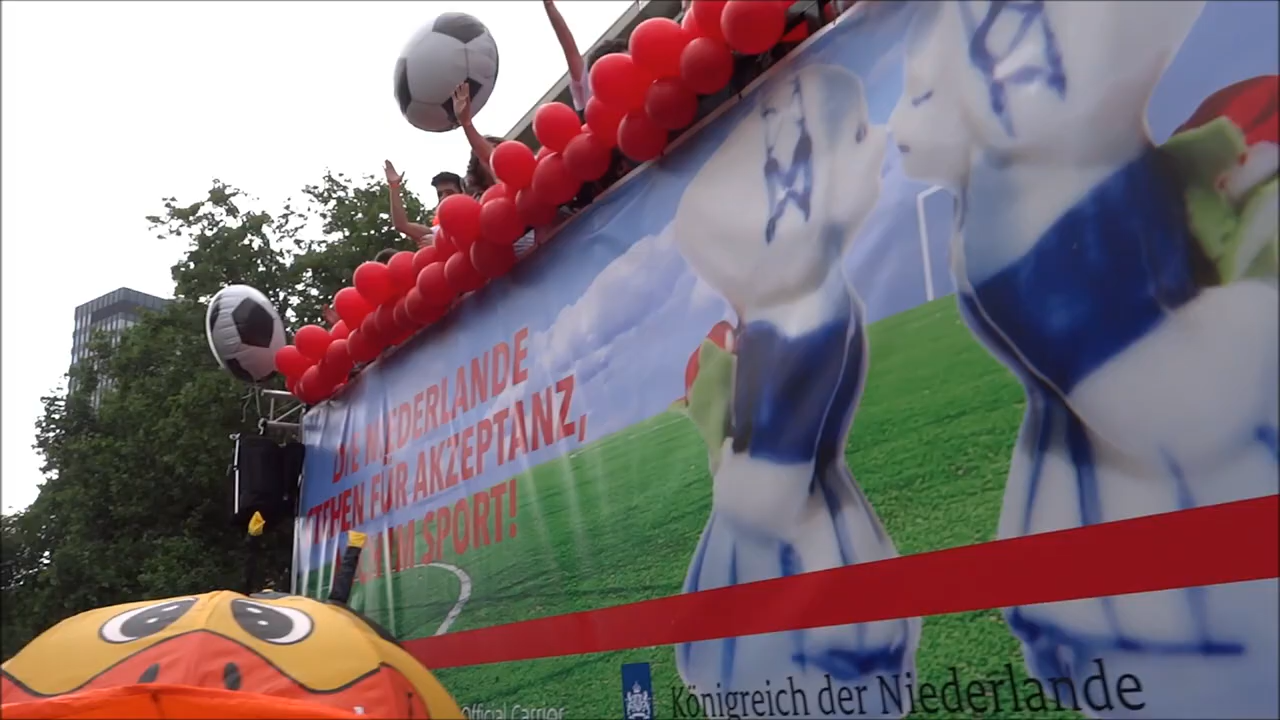 DIE NIEDERLANDE
STEHEN FÜR AKZEPTANZ,
AUCH IM SPORT!
Official Carrier
Königreich der Niederlande